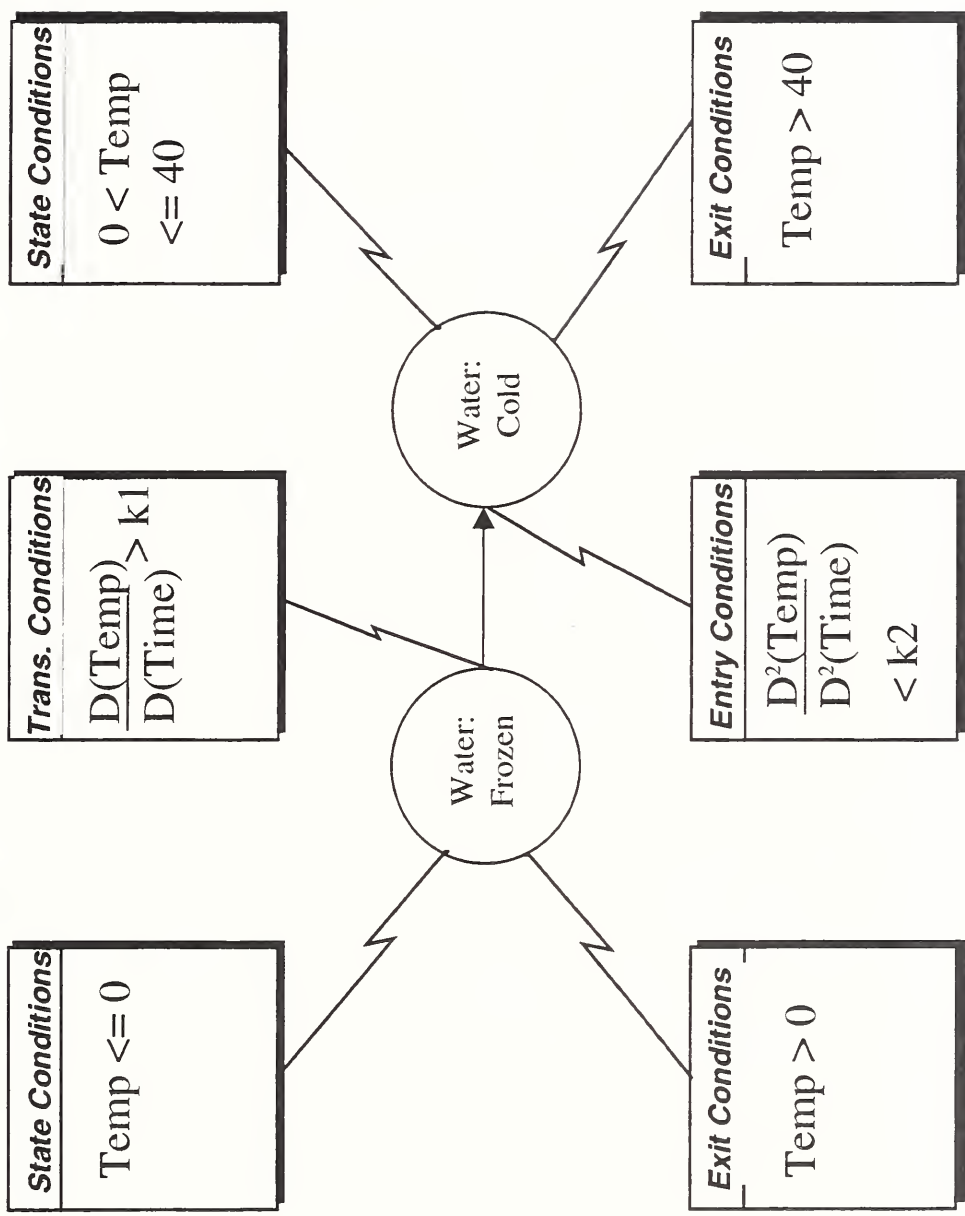 State Conditions
Temp <= 0
Trans. Conditions
D(Temp)
D(Time)
> k1
State Conditions
0 < Temp
<= 40
Water:
Frozen
Water:
Cold
Exit Conditions
Temp > 0
Entry Conditions
D²(Temp)
D²(Time)
< k2
Exit Conditions
Temp > 40